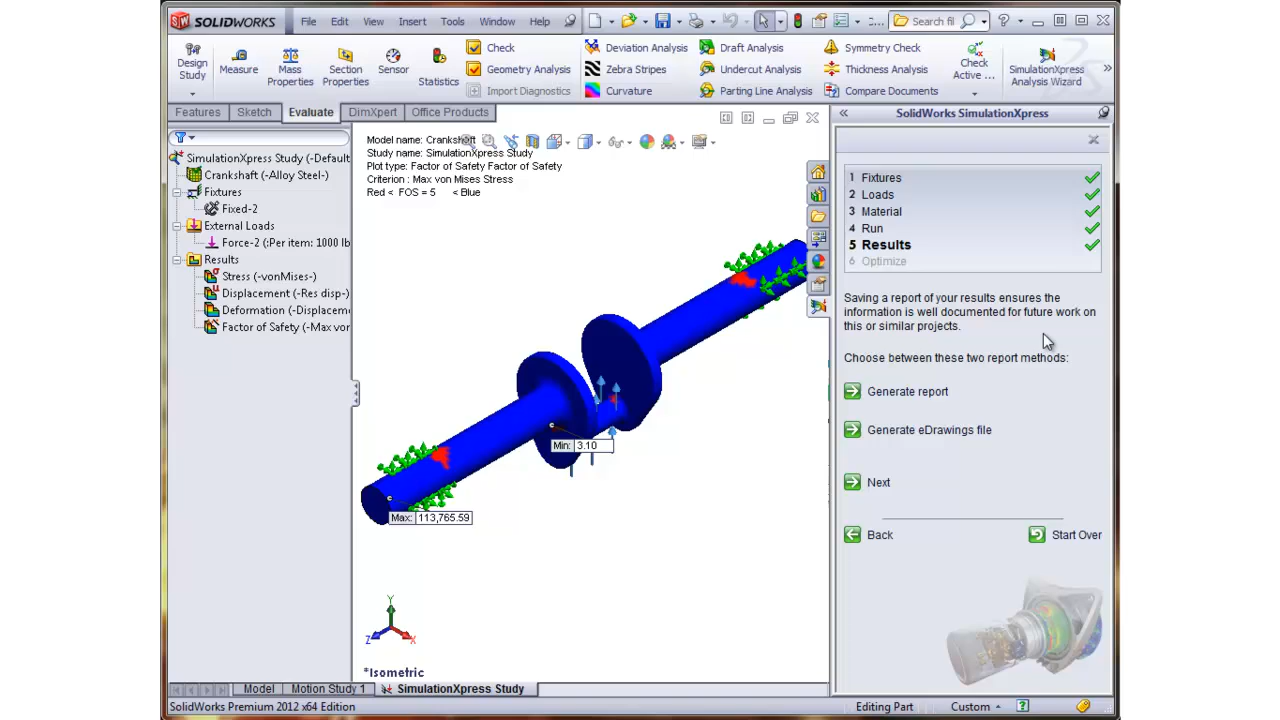 SOLIDWORKS File Edit View Insert Tools Window Help Search fil
Design Study
Measure
Mass Properties
Section Properties
Sensor
Statistics
Check
Geometry Analysis
Import Diagnostics
Deviation Analysis
Zebra Stripes
Curvature
Draft Analysis
Undercut Analysis
Parting Line Analysis
Symmetry Check
Thickness Analysis
Compare Documents
Check Active ...
SimulationXpress Analysis Wizard
Features Sketch Evaluate DimXpert Office Products
SimulationXpress Study (-Default
Crankshaft (-Alloy Steel-)
Fixtures
Fixed-2
External Loads
Force-2 (:Per item: 1000 lb
Results
Stress (-vonMises-)
Displacement (-Res disp-)
Deformation (-Displacem
Factor of Safety (-Max vor
Model name: Crankshaft
Study name: SimulationXpress Study
Plot type: Factor of Safety Factor of Safety
Criterion : Max von Mises Stress
Red < FOS = 5 < Blue
Min: 3.10
Max: 113,765.59
Y
Z
X
*Isometric
SolidWorks SimulationXpress
1 Fixtures
2 Loads
3 Material
4 Run
5 Results
6 Optimize
Saving a report of your results ensures the
information is well documented for future work on
this or similar projects.
Choose between these two report methods:
Generate report
Generate eDrawings file
Next
Back Start Over
Model Motion Study 1 SimulationXpress Study
SolidWorks Premium 2012 x64 Edition Editing Part Custom